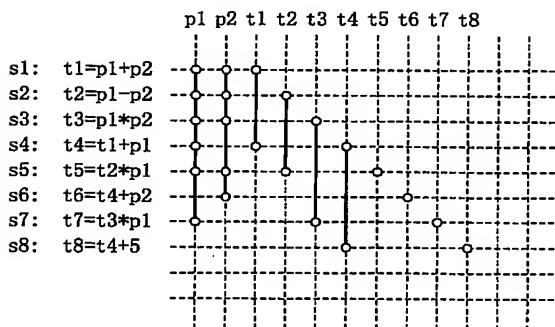 p1 p2 t1 t2 t3 t4 t5 t6 t7 t8
s1: t1=p1+p2
s2: t2=p1-p2
s3: t3=p1*p2
s4: t4=t1+p1
s5: t5=t2*p1
s6: t6=t4+p2
s7: t7=t3*p1
s8: t8=t4+5